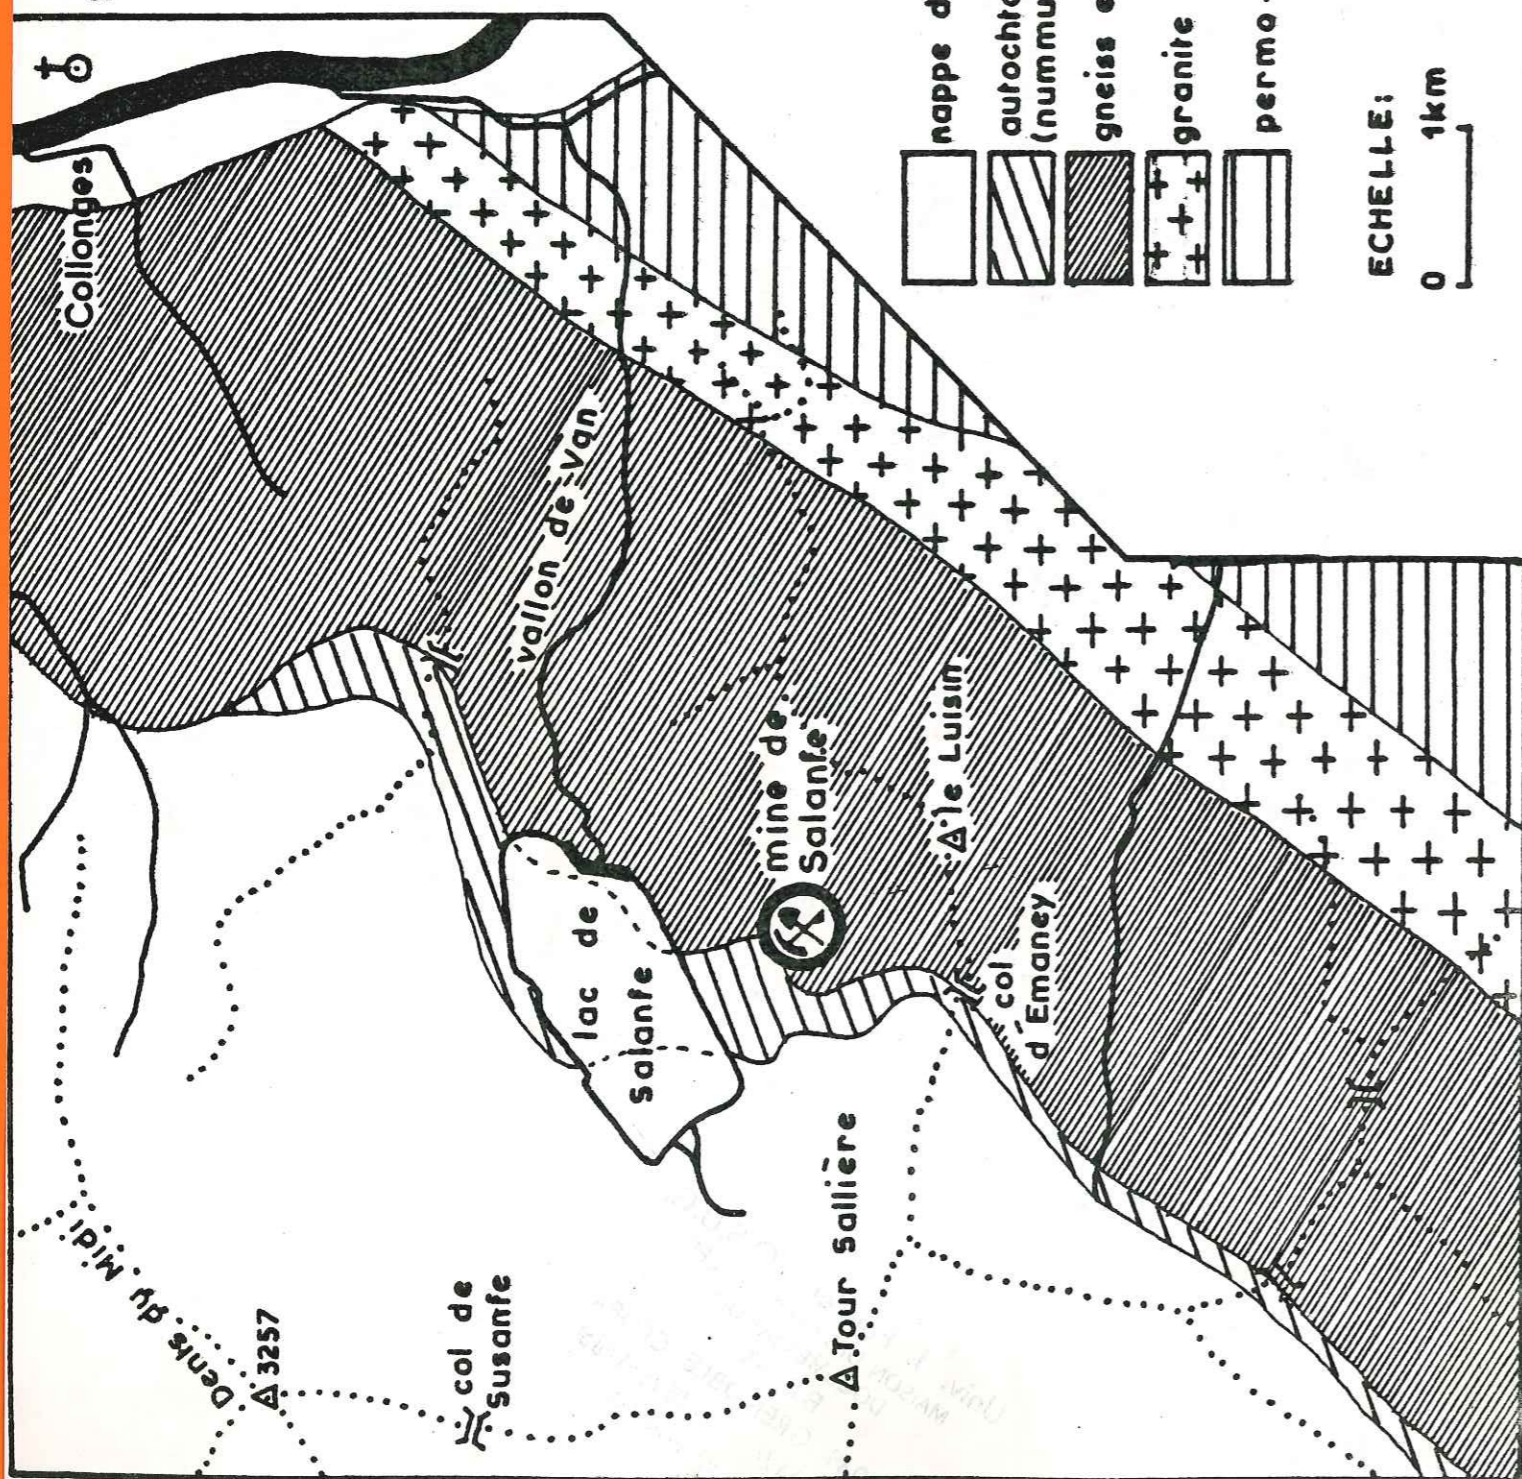 Collonges
vallon de Van
Dents du Midi
3257
col de
Susanfe
lac de
Salanfe
mine de
Salanfe
le Luisin
col
d'Emaney
Tour Sallière
nappe d
autochto
(nummu
gneiss e
granite
permo-
ECHELLE:
0 1km